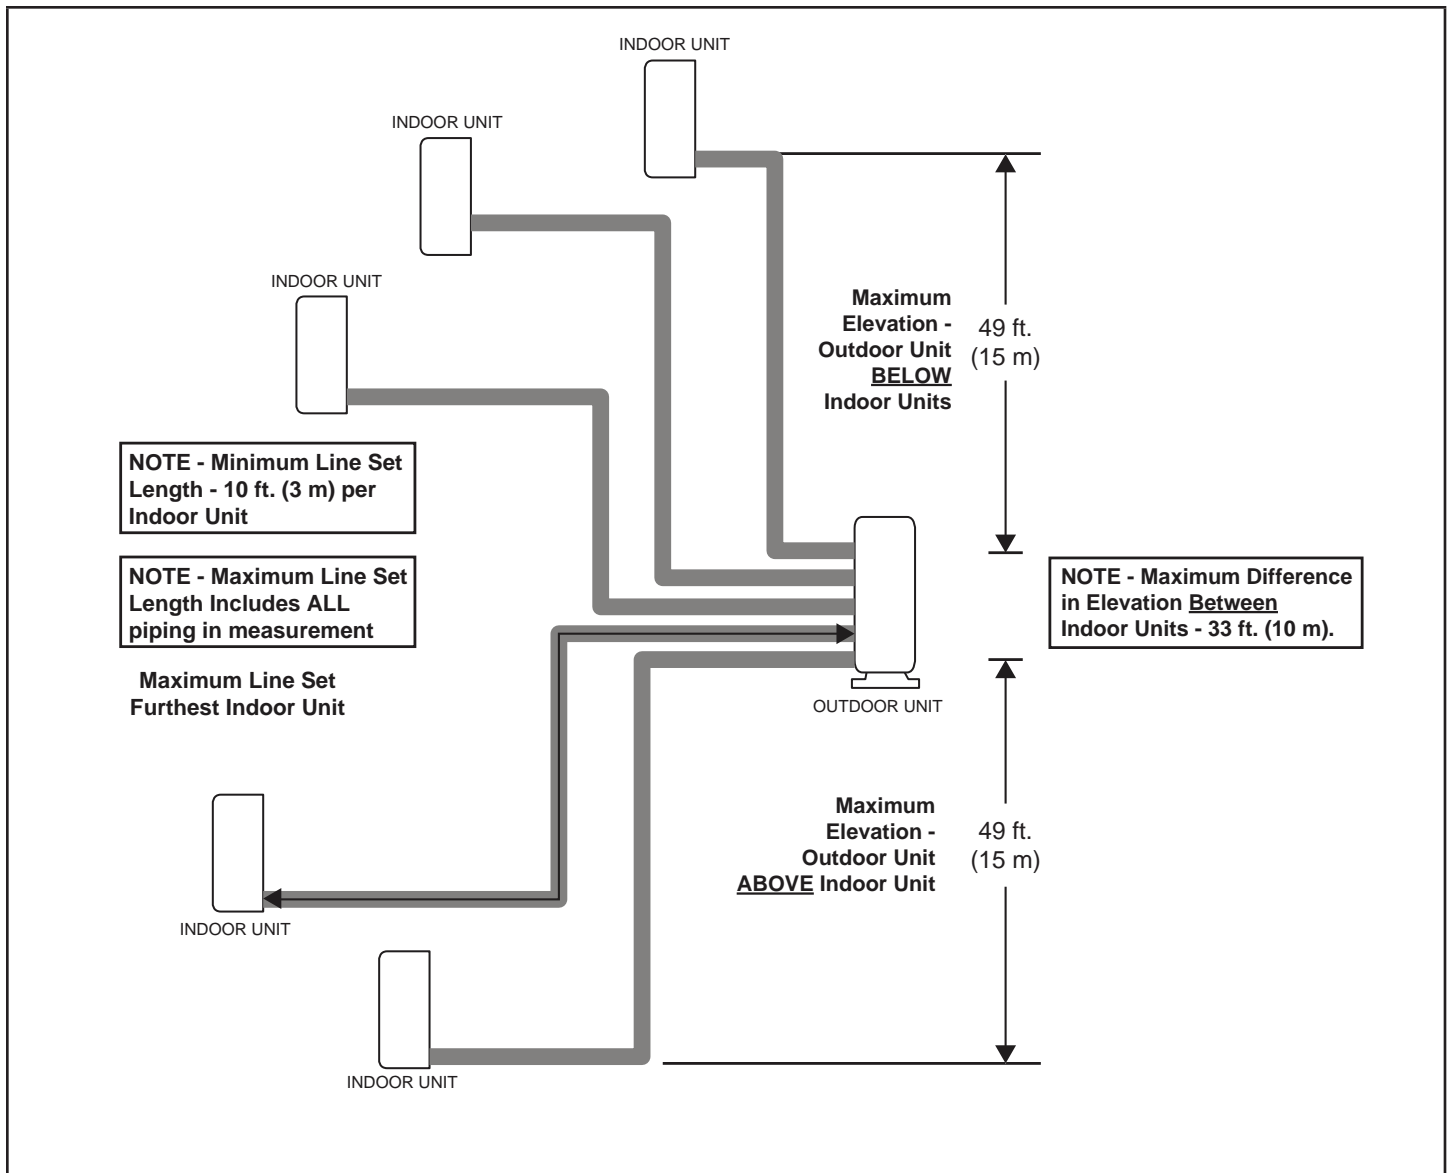 INDOOR UNIT
INDOOR UNIT
INDOOR UNIT
Maximum
Elevation -
Outdoor Unit
BELOW
Indoor Units
49 ft.
(15 m)
NOTE - Minimum Line Set
Length - 10 ft. (3 m) per
Indoor Unit
NOTE - Maximum Line Set
Length Includes ALL
piping in measurement
NOTE - Maximum Difference
in Elevation Between
Indoor Units - 33 ft. (10 m).
Maximum Line Set
Furthest Indoor Unit
OUTDOOR UNIT
Maximum
Elevation -
Outdoor Unit
ABOVE Indoor Unit
49 ft.
(15 m)
INDOOR UNIT
INDOOR UNIT